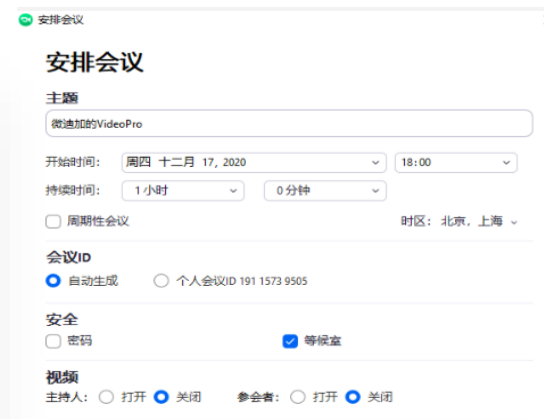 安排会议
安排会议
主题
微迪加的VideoPro
开始时间: 周四 十二月 17, 2020 18:00
持续时间: 1小时 0分钟
周期性会议 时区: 北京, 上海
会议ID
自动生成 个人会议ID 191 1573 9505
安全
密码 等候室
视频
主持人: 打开 关闭 参会者: 打开 关闭